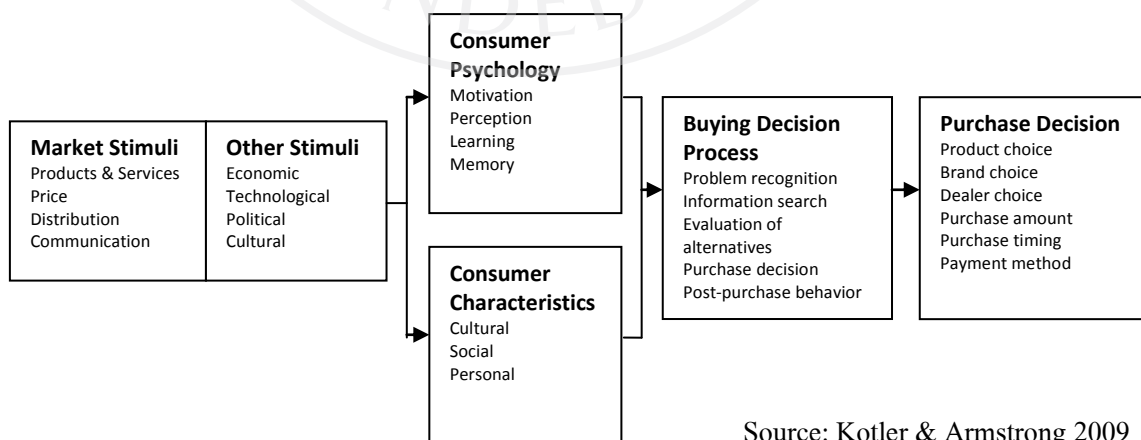 Market Stimuli
Products & Services
Price
Distribution
Communication
Other Stimuli
Economic
Technological
Political
Cultural
Consumer
Psychology
Motivation
Perception
Learning
Memory
Consumer
Characteristics
Cultural
Social
Personal
Buying Decision
Process
Problem recognition
Information search
Evaluation of
alternatives
Purchase decision
Post-purchase behavior
Purchase Decision
Product choice
Brand choice
Dealer choice
Purchase amount
Purchase timing
Payment method
Source: Kotler & Armstrong 2009